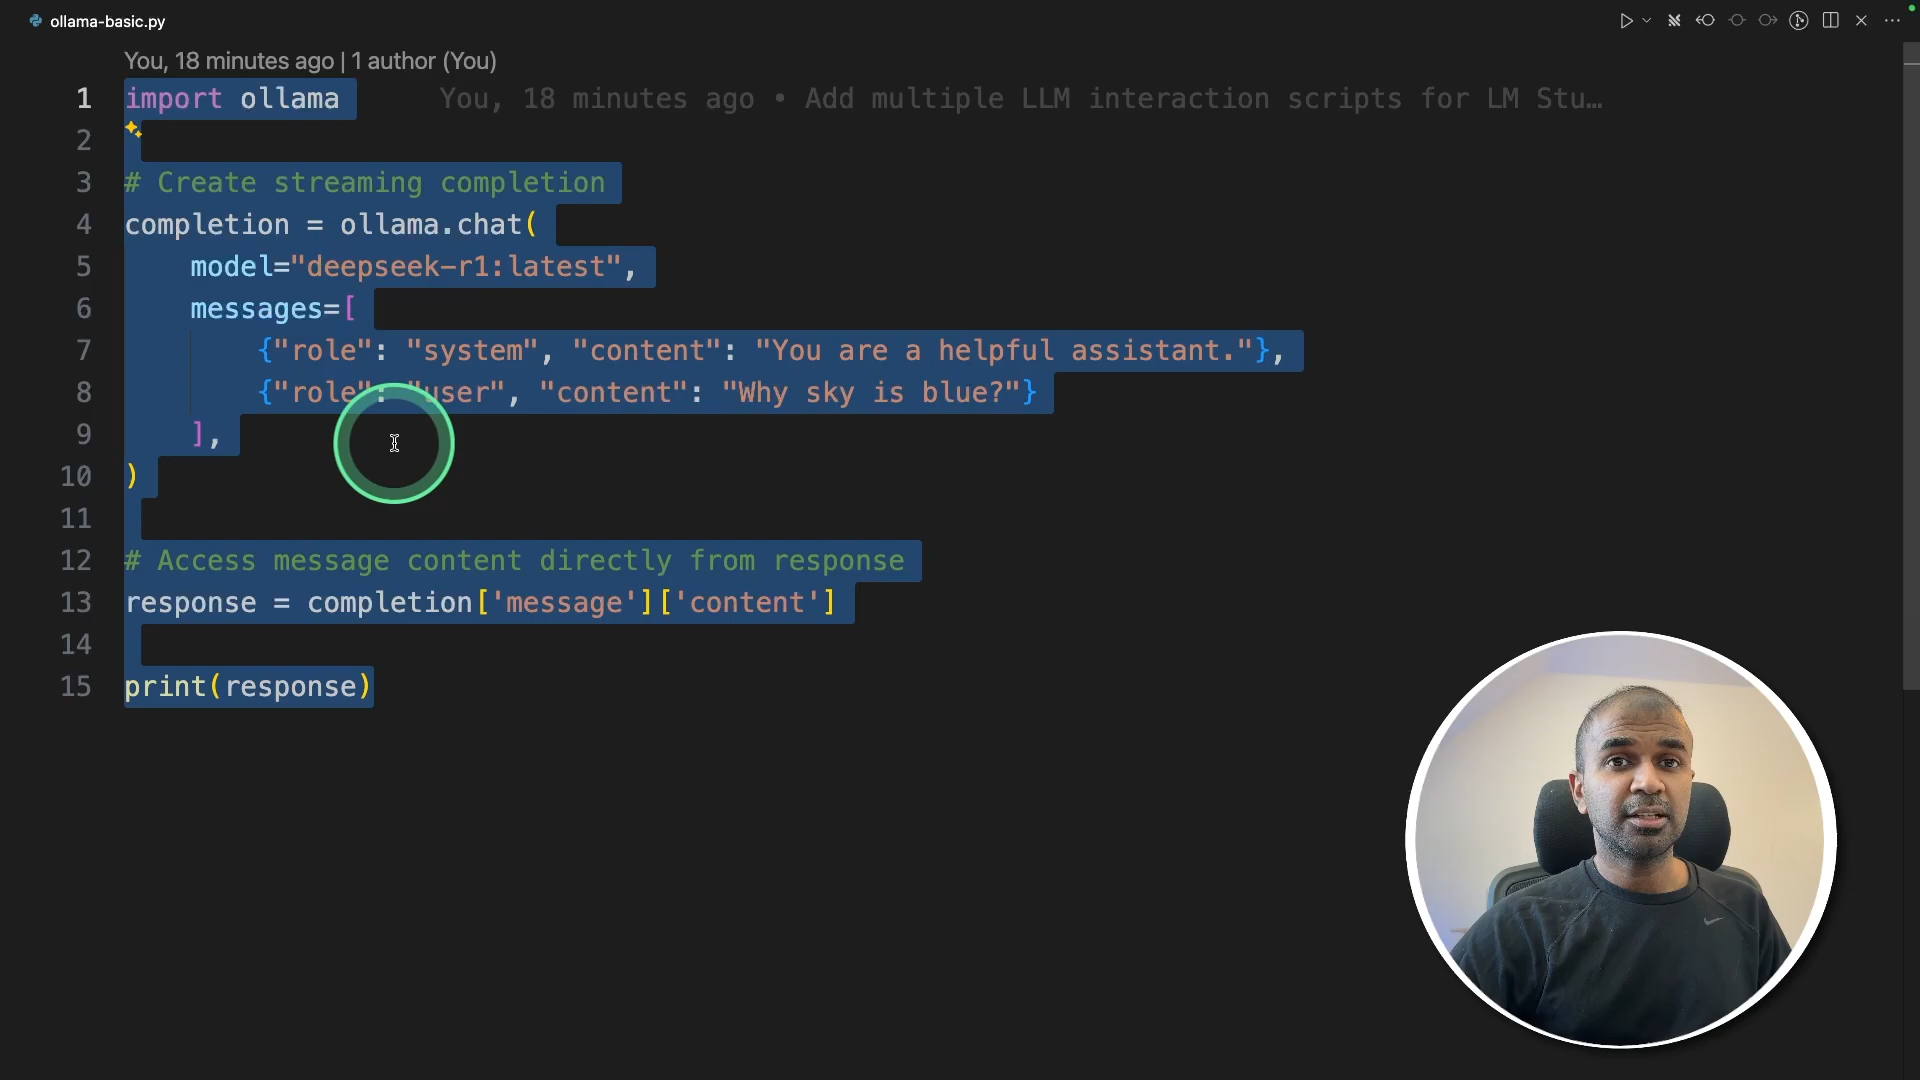 ollama-basic.py
You, 18 minutes ago | 1 author (You)
1 import ollama You, 18 minutes ago • Add multiple LLM interaction scripts for LM Stu…
2
3 # Create streaming completion
4 completion = ollama.chat(
5     model="deepseek-r1:latest",
6     messages=[
7         {"role": "system", "content": "You are a helpful assistant."},
8         {"role": "user", "content": "Why sky is blue?"}
9     ],
10 )
11
12 # Access message content directly from response
13 response = completion['message']['content']
14
15 print(response)